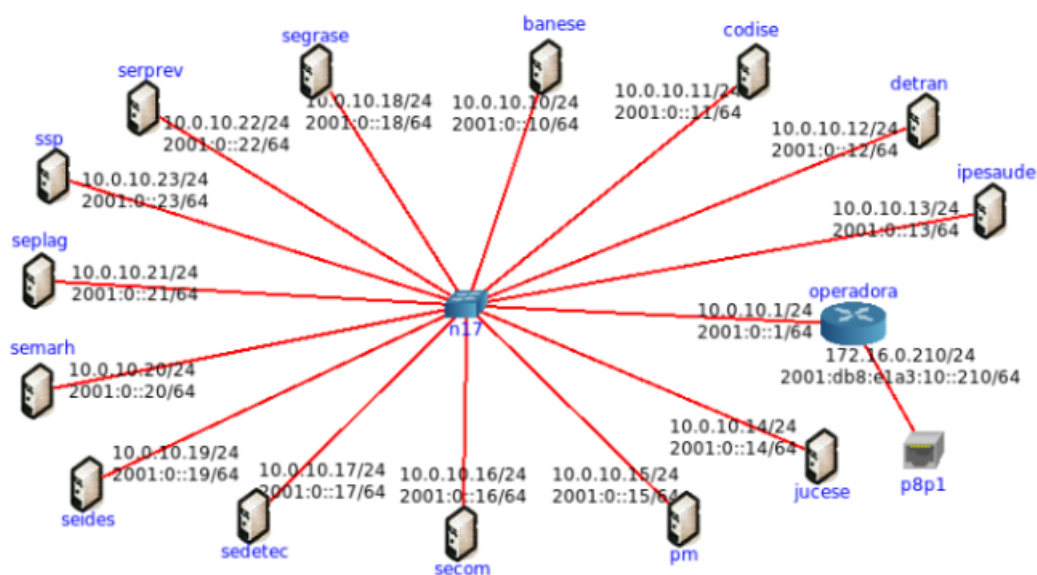 banese
segrase
codise
serprev
detran
10.0.10.18/24
2001:0::18/64
10.0.10.10/24
2001:0::10/64
10.0.10.11/24
2001:0::11/64
10.0.10.22/24
2001:0::22/64
10.0.10.12/24
2001:0::12/64
ssp
ipesaude
10.0.10.23/24
2001:0::23/64
10.0.10.13/24
2001:0::13/64
seplag
10.0.10.21/24
2001:0::21/64
operadora
10.0.10.1/24
2001:0::1/64
n17
semarh
10.0.10.20/24
2001:0::20/64
172.16.0.210/24
2001:db8:e1a3:10::210/64
10.0.10.14/24
2001:0::14/64
10.0.10.19/24
2001:0::19/64
10.0.10.17/24
2001:0::17/64
10.0.10.16/24
2001:0::16/64
10.0.10.15/24
2001:0::15/64
jucese
p8p1
seides
sedetec
secom
pm